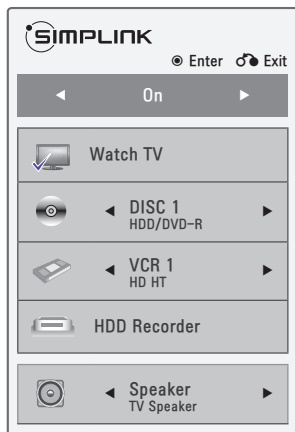 SIMPLINK
Enter Exit
On
Watch TV
DISC 1
HDD/DVD-R
VCR 1
HD HT
HDD Recorder
Speaker
TV Speaker